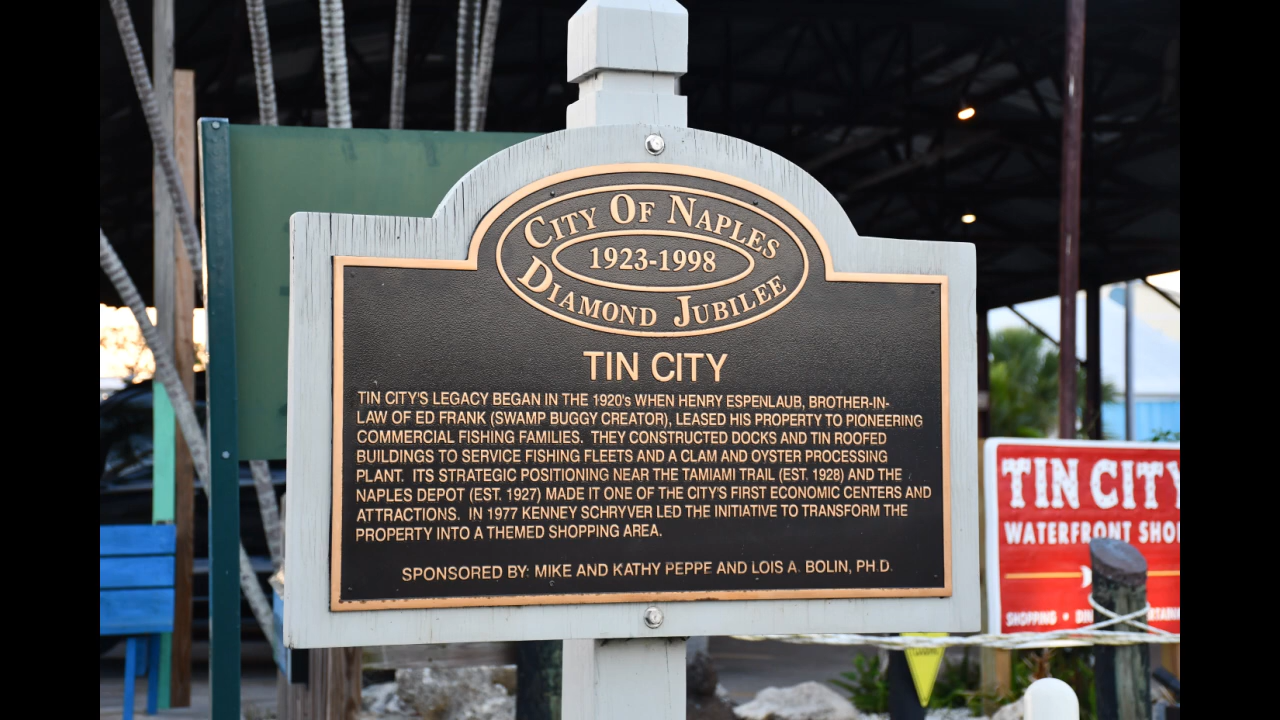 CITY OF NAPLES
1923-1998
DIAMOND JUBILEE
TIN CITY
TIN CITY'S LEGACY BEGAN IN THE 1920's WHEN HENRY ESPENLAUB, BROTHER-IN-
LAW OF ED FRANK (SWAMP BUGGY CREATOR), LEASED HIS PROPERTY TO PIONEERING
COMMERCIAL FISHING FAMILIES. THEY CONSTRUCTED DOCKS AND TIN ROOFED
BUILDINGS TO SERVICE FISHING FLEETS AND A CLAM AND OYSTER PROCESSING
PLANT. ITS STRATEGIC POSITIONING NEAR THE TAMIAMI TRAIL (EST. 1928) AND THE
NAPLES DEPOT (EST. 1927) MADE IT ONE OF THE CITY'S FIRST ECONOMIC CENTERS AND
ATTRACTIONS. IN 1977 KENNEY SCHRYVER LED THE INITIATIVE TO TRANSFORM THE
PROPERTY INTO A THEMED SHOPPING AREA.
SPONSORED BY: MIKE AND KATHY PEPPE AND LOIS A. BOLIN, PH D.
TIN CITY
WATERFRONT SHO
SHOPPING •